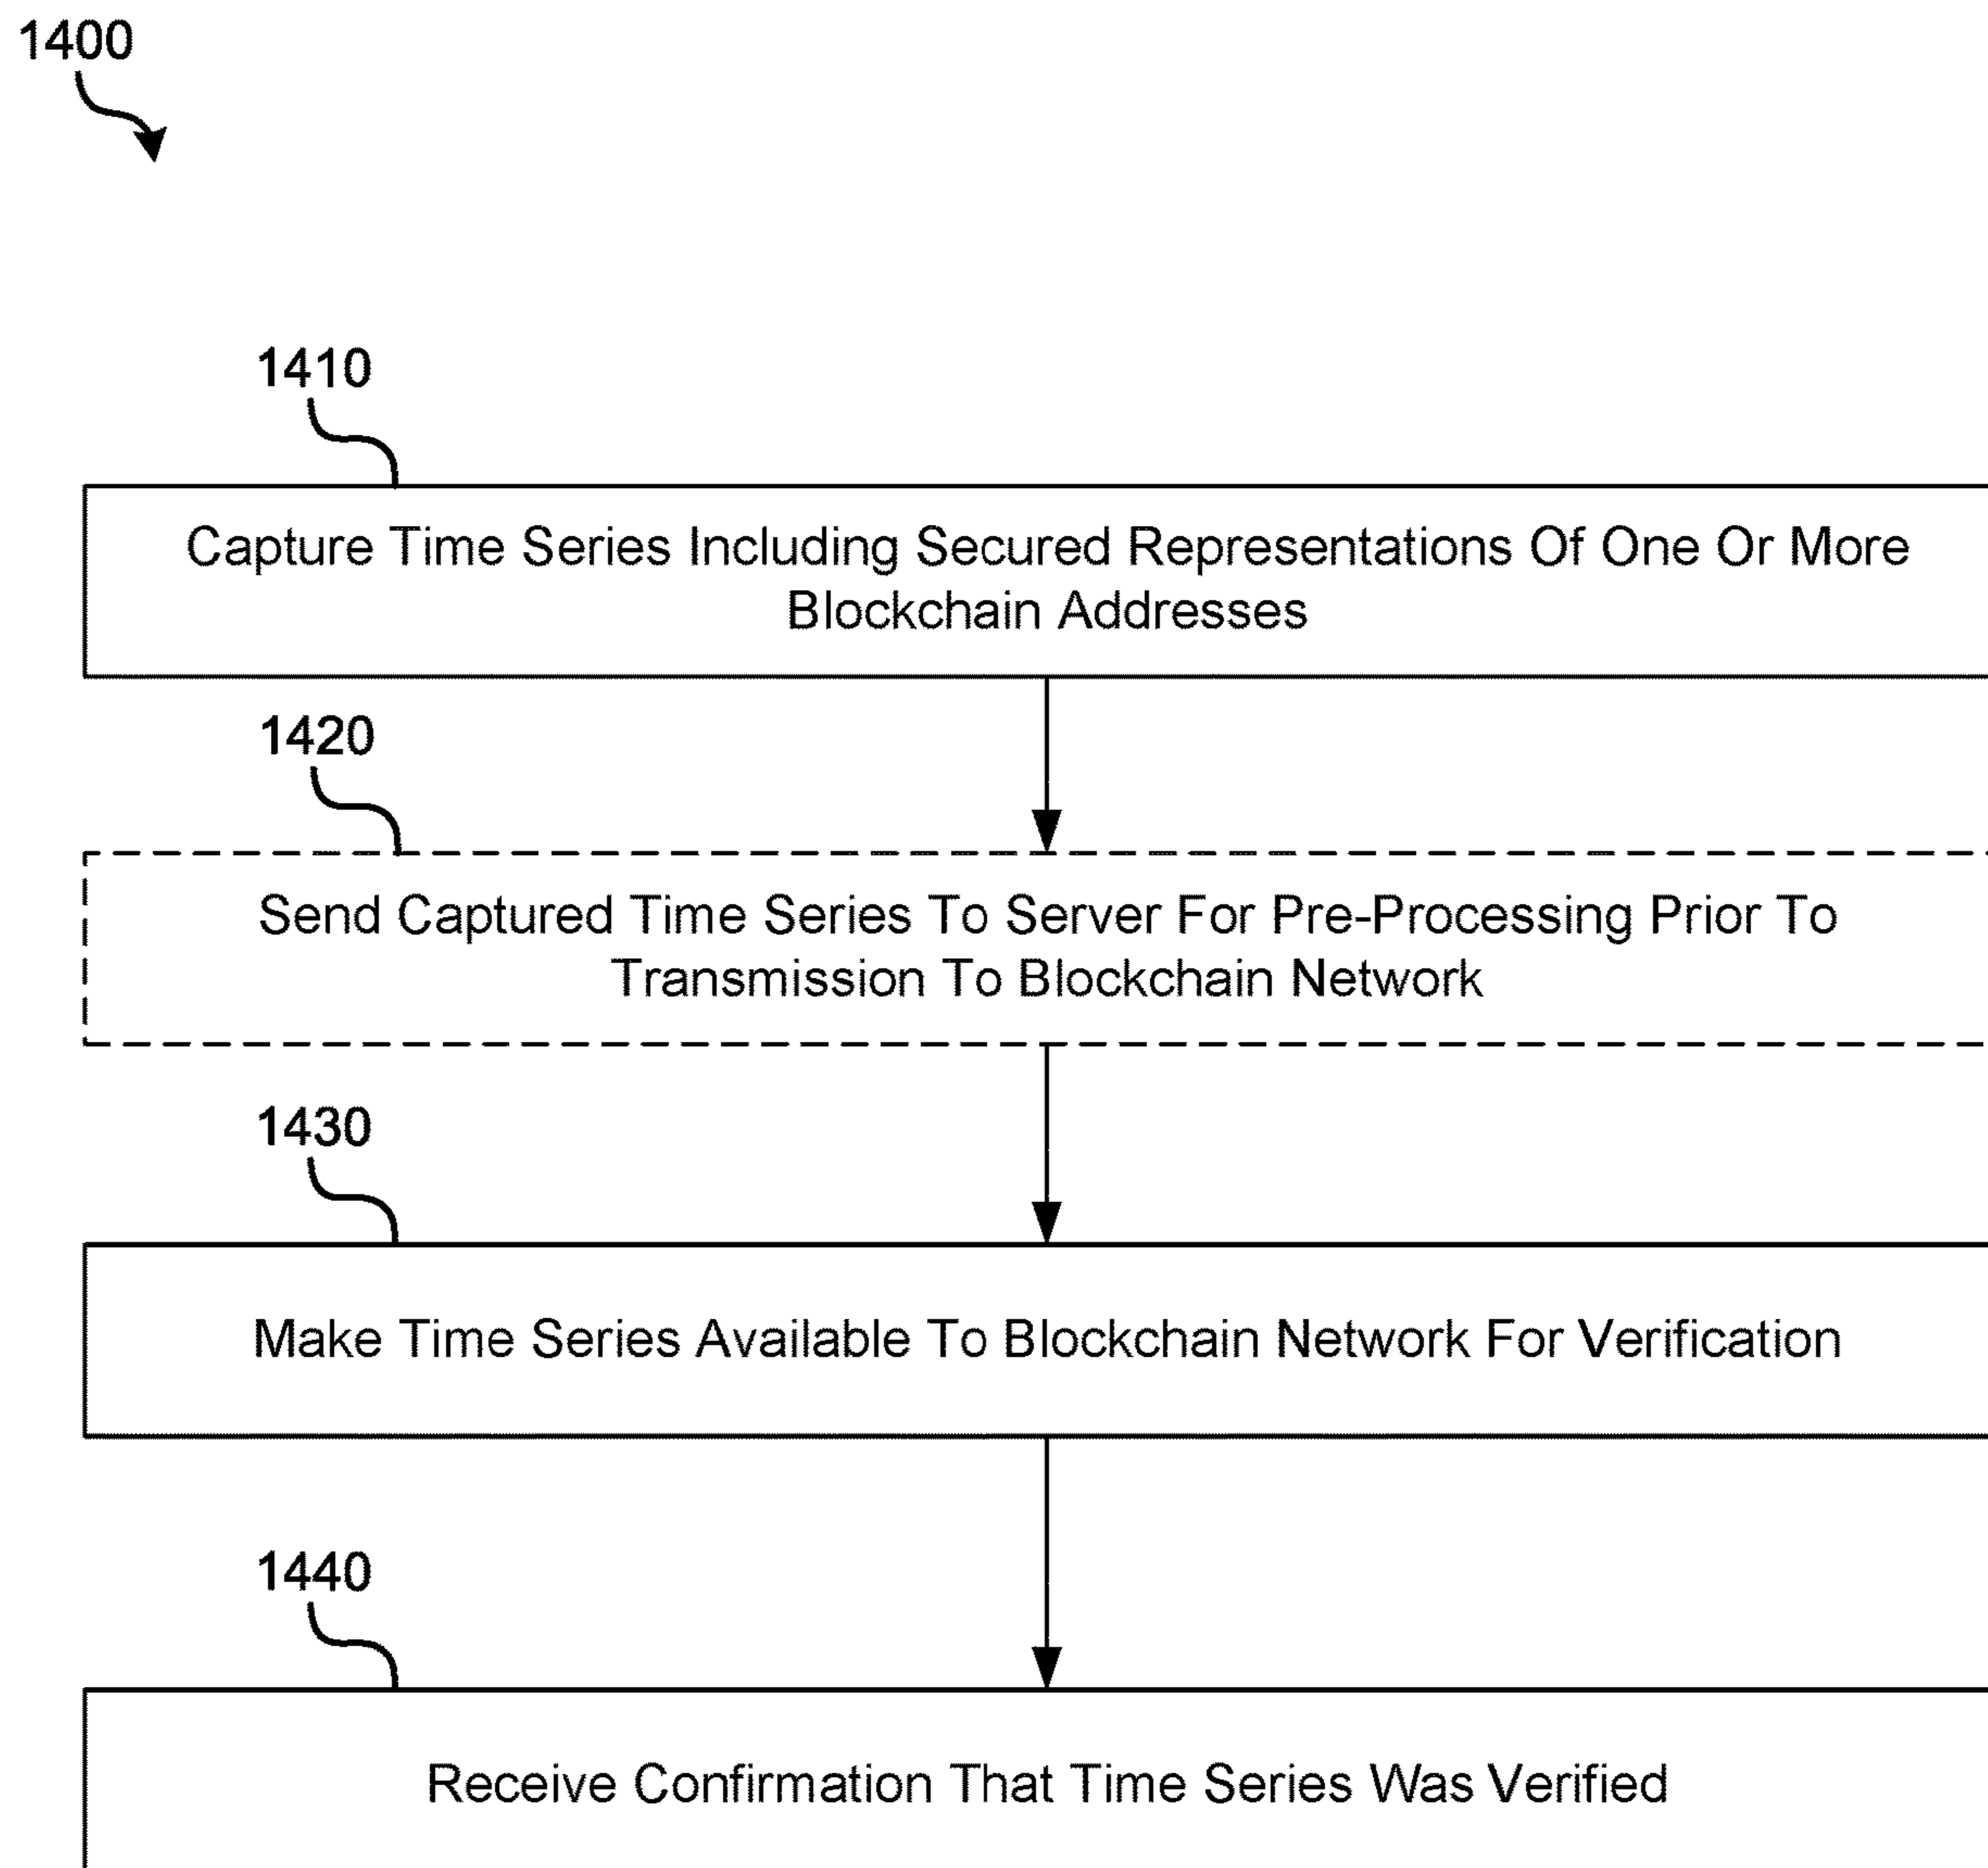 1400
1410
Capture Time Series Including Secured Representations Of One Or More
Blockchain Addresses
1420
Send Captured Time Series To Server For Pre-Processing Prior To
Transmission To Blockchain Network
1430
Make Time Series Available To Blockchain Network For Verification
1440
Receive Confirmation That Time Series Was Verified